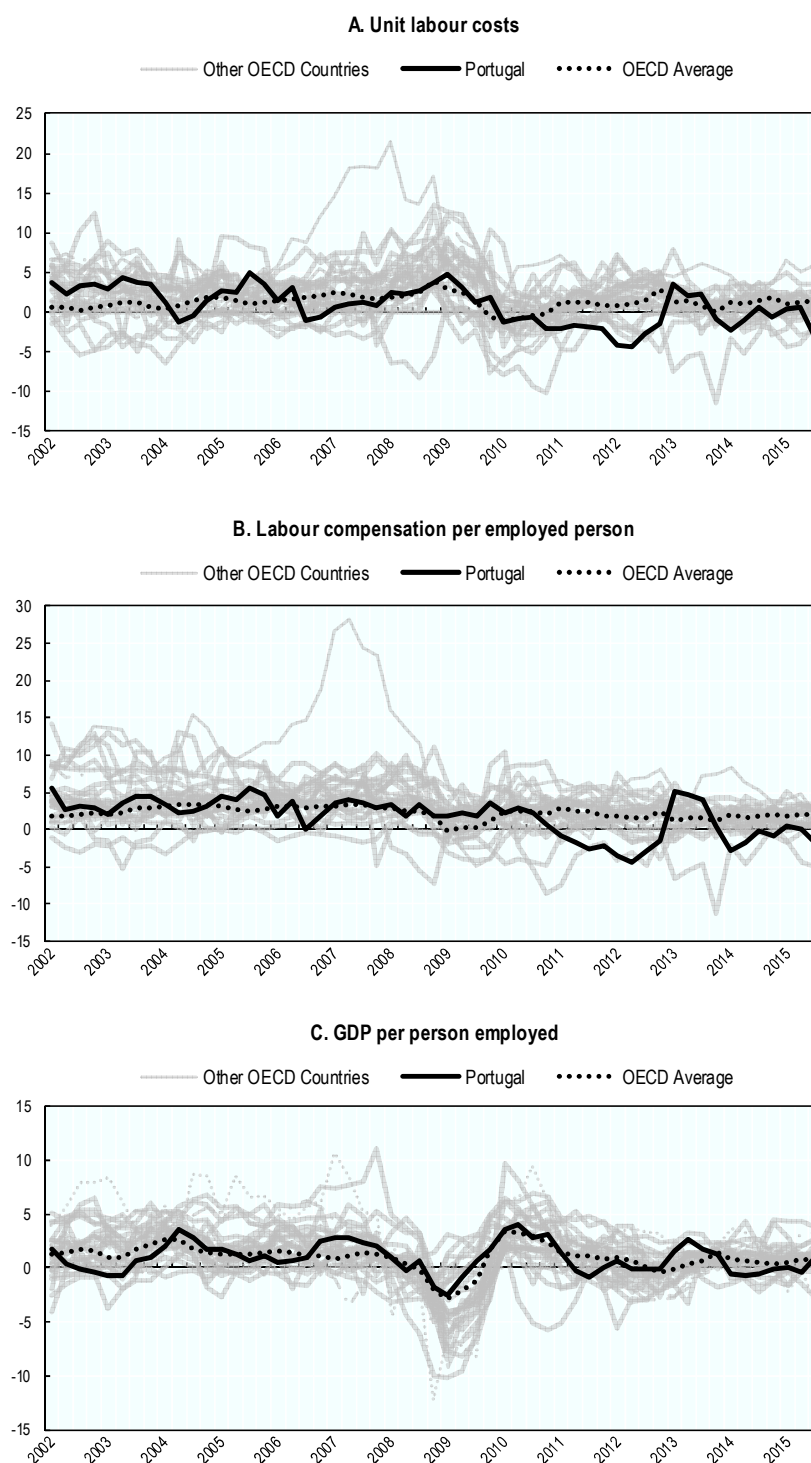 A. Unit labour costs
Other OECD Countries Portugal OECD Average
25
20
15
10
5
0
-5
-10
-15
2002 2003 2004 2005 2006 2007 2008 2009 2010 2011 2012 2013 2014 2015
B. Labour compensation per employed person
Other OECD Countries Portugal OECD Average
30
25
20
15
10
5
0
-5
-10
-15
2002 2003 2004 2005 2006 2007 2008 2009 2010 2011 2012 2013 2014 2015
C. GDP per person employed
Other OECD Countries Portugal OECD Average
15
10
5
0
-5
-10
-15
2002 2003 2004 2005 2006 2007 2008 2009 2010 2011 2012 2013 2014 2015